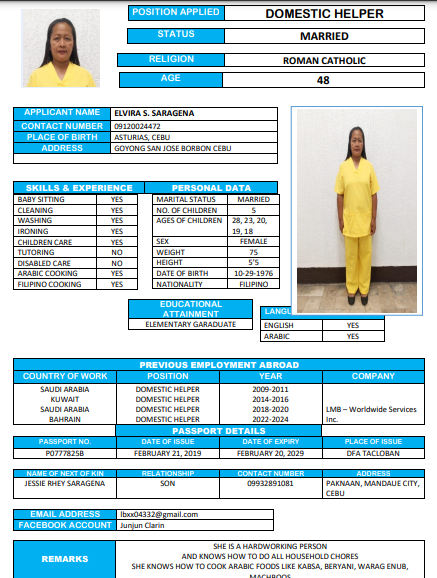 POSITION APPLIED DOMESTIC HELPER
STATUS MARRIED
RELIGION ROMAN CATHOLIC
AGE 48
APPLICANT NAME ELVIRA S. SARAGENA
CONTACT NUMBER 09120024472
PLACE OF BIRTH ASTURIAS, CEBU
ADDRESS GOYONG SAN JOSE BORBON CEBU
SKILLS & EXPERIENCE
BABY SITTING YES
CLEANING YES
WASHING YES
IRONING YES
CHILDREN CARE YES
TUTORING NO
DISABLED CARE NO
ARABIC COOKING YES
FILIPINO COOKING YES
PERSONAL DATA
MARITAL STATUS MARRIED
NO. OF CHILDREN 5
AGES OF CHILDREN 28, 23, 20,
19, 18
SEX FEMALE
WEIGHT 75
HEIGHT 5'5
DATE OF BIRTH 10-29-1976
NATIONALITY FILIPINO
EDUCATIONAL
ATTAINMENT
ELEMENTARY GARADUATE
LANGU
ENGLISH YES
ARABIC YES
PREVIOUS EMPLOYMENT ABROAD
COUNTRY OF WORK POSITION YEAR COMPANY
SAUDI ARABIA DOMESTIC HELPER 2009-2011
KUWAIT DOMESTIC HELPER 2014-2016
SAUDI ARABIA DOMESTIC HELPER 2018-2020 LMB – Worldwide Services
BAHRAIN DOMESTIC HELPER 2022-2024 Inc.
PASSPORT DETAILS
PASSPORT NO. DATE OF ISSUE DATE OF EXPIRY PLACE OF ISSUE
P0777825B FEBRUARY 21, 2019 FEBRUARY 20, 2029 DFA TACLOBAN
NAME OF NEXT OF KIN RELATIONSHIP CONTACT NUMBER ADDRESS
JESSIE RHEY SARAGENA SON 09932891081 PAKNAAN, MANDAUE CITY,
CEBU
EMAIL ADDRESS lbxx04332@gmail.com
FACEBOOK ACCOUNT Junjun Clarin
REMARKS
SHE IS A HARDWORKING PERSON
AND KNOWS HOW TO DO ALL HOUSEHOLD CHORES
SHE KNOWS HOW TO COOK ARABIC FOODS LIKE KABSA, BERYANI, WARAG ENUB,
MACHBOOS